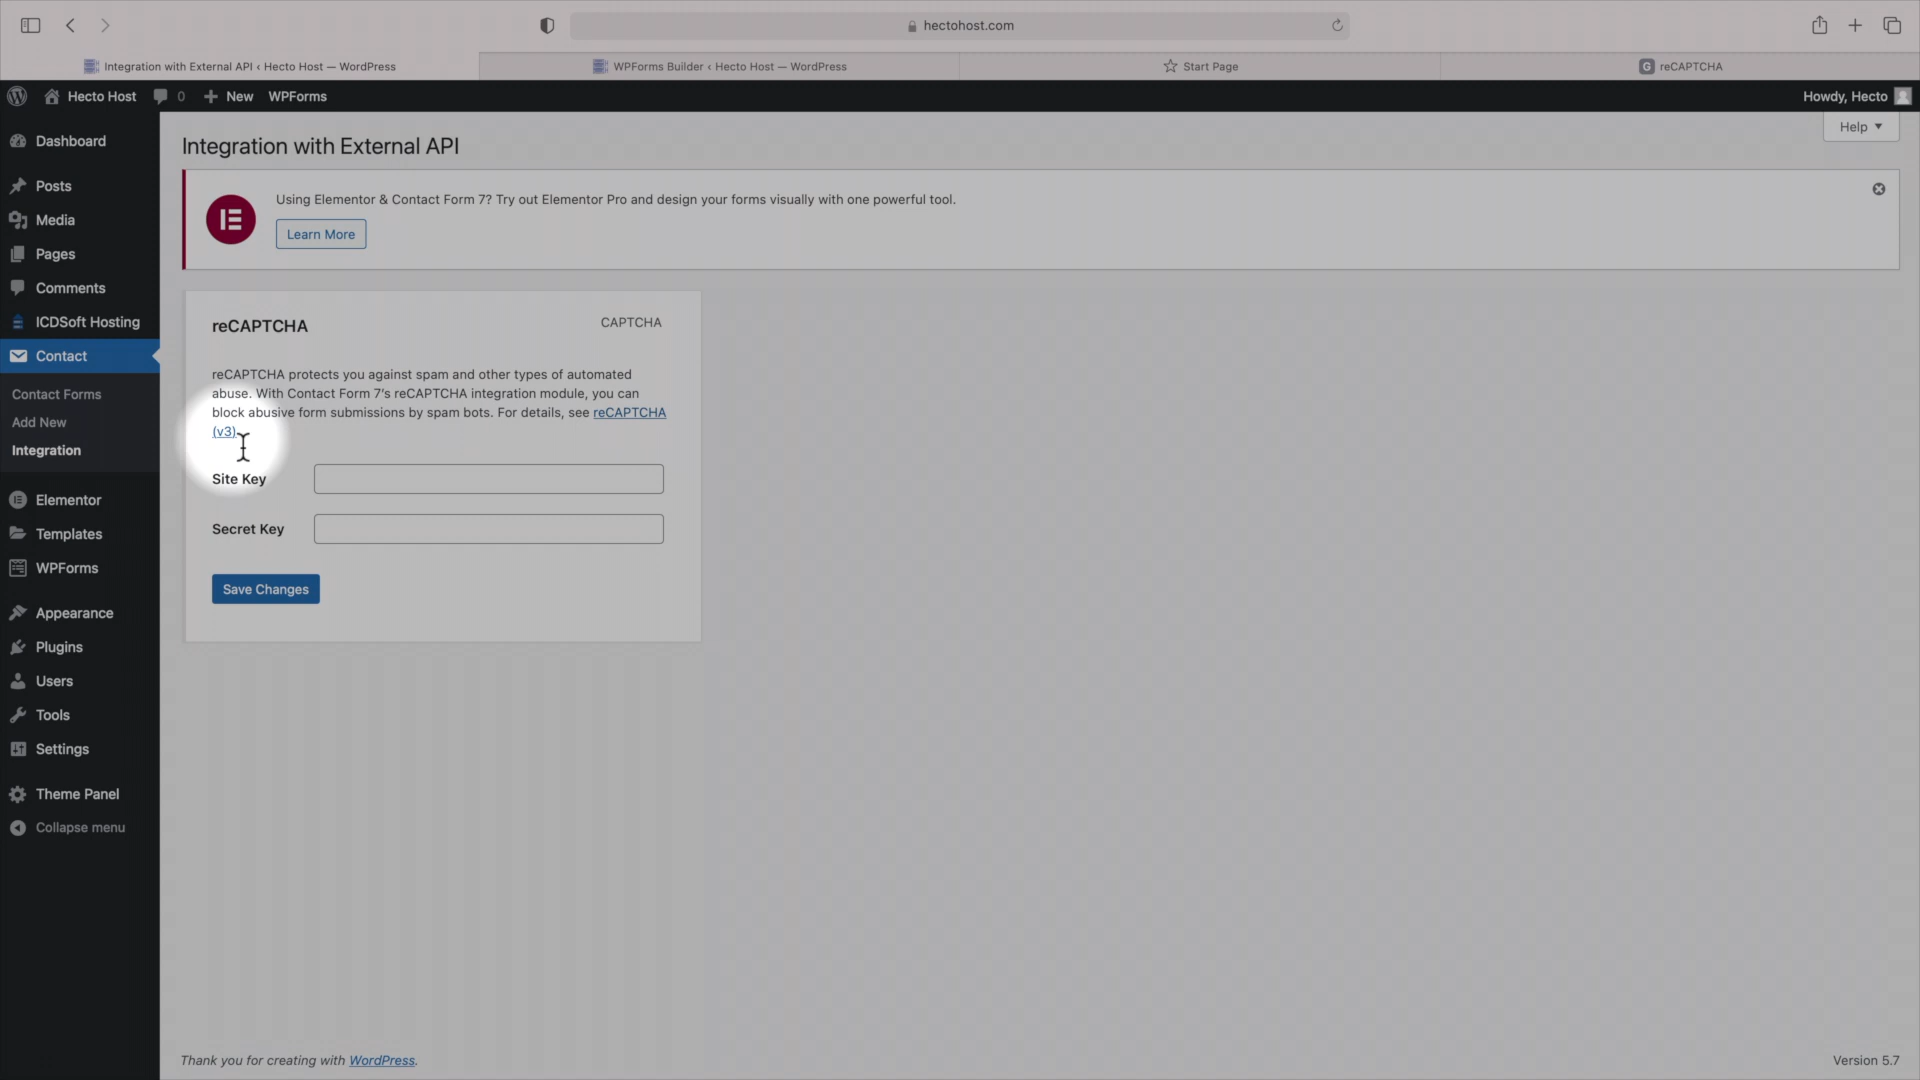 hectohost.com
Integration with External API ‹ Hecto Host — WordPress
WPForms Builder ‹ Hecto Host — WordPress
Start Page
G reCAPTCHA
Hecto Host
0
New
WPForms
Howdy, Hecto
Dashboard
Posts
Media
Pages
Comments
ICDSoft Hosting
Contact
Contact Forms
Add New
Integration
Elementor
Templates
WPForms
Appearance
Plugins
Users
Tools
Settings
Theme Panel
Collapse menu
Help
Integration with External API
Using Elementor & Contact Form 7? Try out Elementor Pro and design your forms visually with one powerful tool.
Learn More
reCAPTCHA
CAPTCHA
reCAPTCHA protects you against spam and other types of automated
abuse. With Contact Form 7's reCAPTCHA integration module, you can
block abusive form submissions by spam bots. For details, see reCAPTCHA
(v3).
Site Key
Secret Key
Save Changes
Thank you for creating with WordPress.
Version 5.7